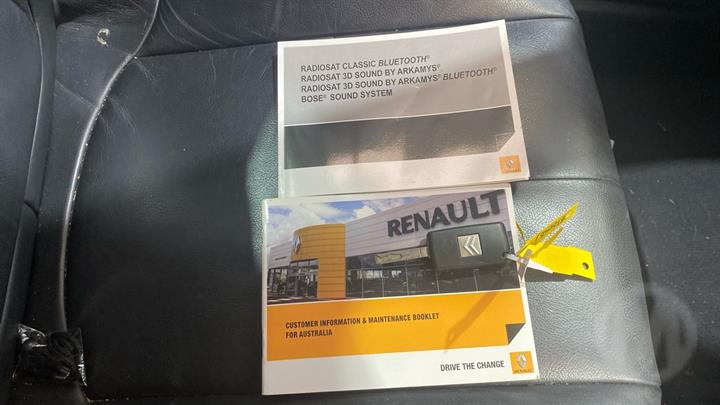 RADIOSAT CLASSIC BLUETOOTH®
RADIOSAT 3D SOUND BY ARKAMYS®
RADIOSAT 3D SOUND BY ARKAMYS® BLUETOOTH®
BOSE® SOUND SYSTEM
RENAULT
CUSTOMER INFORMATION & MAINTENANCE BOOKLET
FOR AUSTRALIA
DRIVE THE CHANGE
RENAULT